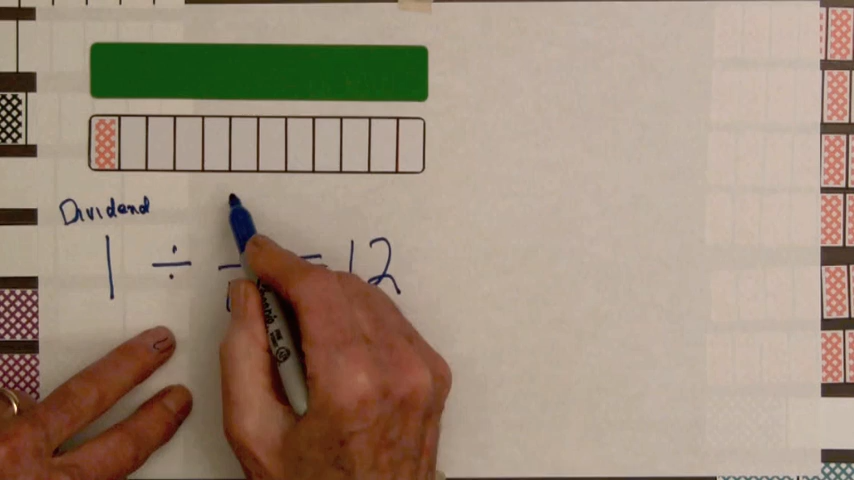 Dividend
1 ÷ = 12